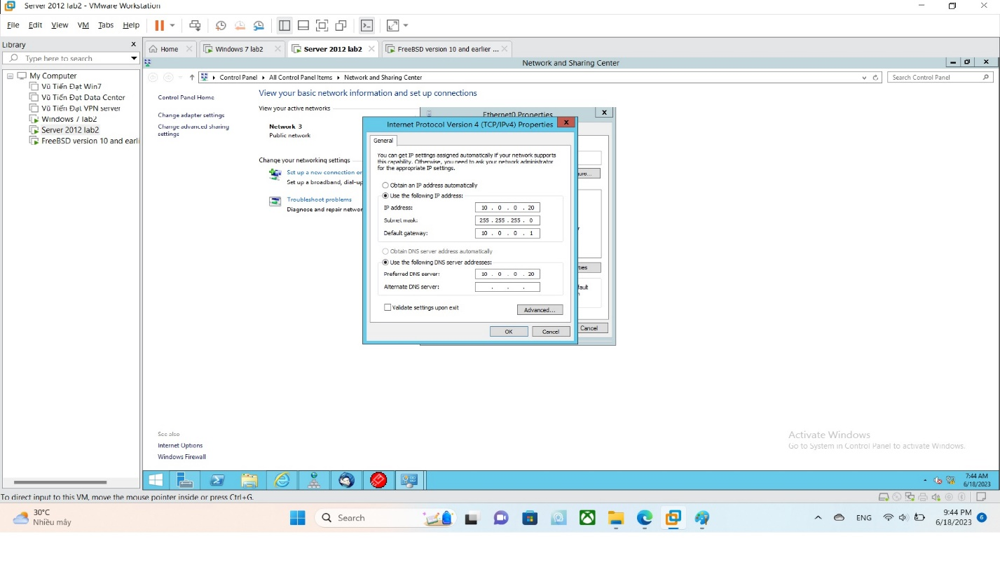 Server 2012 lab2 - VMware Workstation
File Edit View VM Tabs Help
Library X
Type here to search
Home
Windows 7 lab2
Server 2012 lab2
FreeBSD version 10 and earlier ...
My Computer
Vũ Tiến Đạt Win7
Vũ Tiến Đạt Data Center
Vũ Tiến Đạt VPN server
Windows 7 lab2
Server 2012 lab2
FreeBSD version 10 and earli
Network and Sharing Center
Control Panel
All Control Panel Items
Network and Sharing Center
Search Control Panel
Control Panel Home
Change adapter settings
Change advanced sharing
settings
View your basic network information and set up connections
View your active networks
Network 3
Public network
Change your networking settings
Set up a new connection or
Set up a broadband, dial-up
Troubleshoot problems
Diagnose and repair networ
Ethernet0 Properties
ure...
r
ties
fault
n
Cancel
Internet Protocol Version 4 (TCP/IPv4) Properties
General
You can get IP settings assigned automatically if your network supports
this capability. Otherwise, you need to ask your network administrator
for the appropriate IP settings.
Obtain an IP address automatically
Use the following IP address:
IP address: 10 . 0 . 0 . 20
Subnet mask: 255 . 255 . 255 . 0
Default gateway: 10 . 0 . 0 . 1
Obtain DNS server address automatically
Use the following DNS server addresses:
Preferred DNS server: 10 . 0 . 0 . 20
Alternate DNS server: . . .
Validate settings upon exit
Advanced...
OK Cancel
See also
Internet Options
Windows Firewall
Activate Windows
Go to System in Control Panel to activate Windows.
7:44 AM
6/18/2023
To direct input to this VM, move the mouse pointer inside or press Ctrl+G.
30°C
Nhiều mây
Search
ENG
9:44 PM
6/18/2023
6